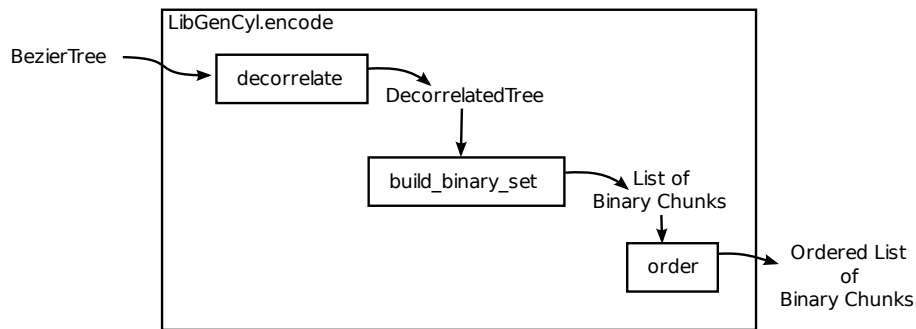 LibGenCyl.encode
BezierTree
decorrelate
DecorrelatedTree
build_binary_set
List of
Binary Chunks
order
Ordered List
of
Binary Chunks